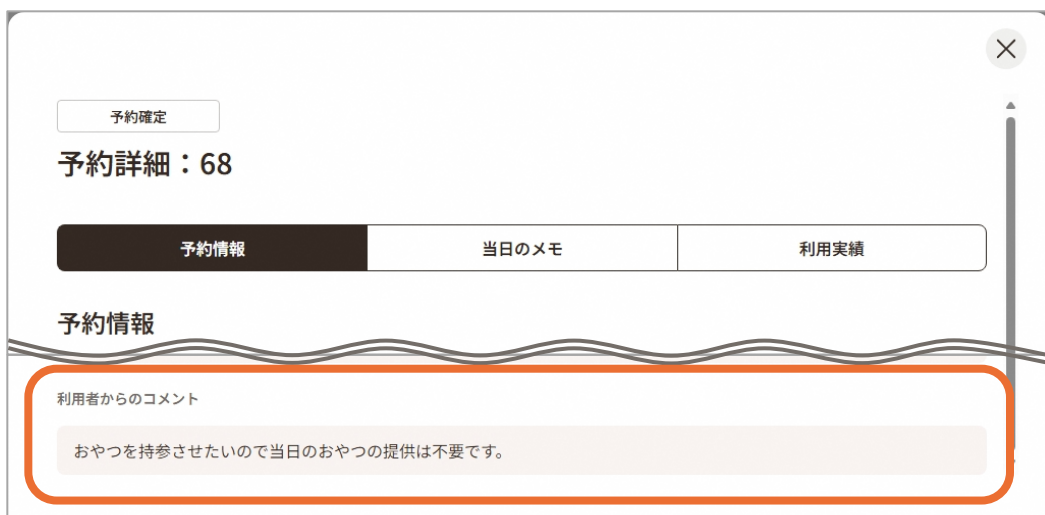 予約確定
予約詳細：68
予約情報
当日のメモ
利用実績
予約情報
利用者からのコメント
おやつを持参させたいので当日のおやつの提供は不要です。